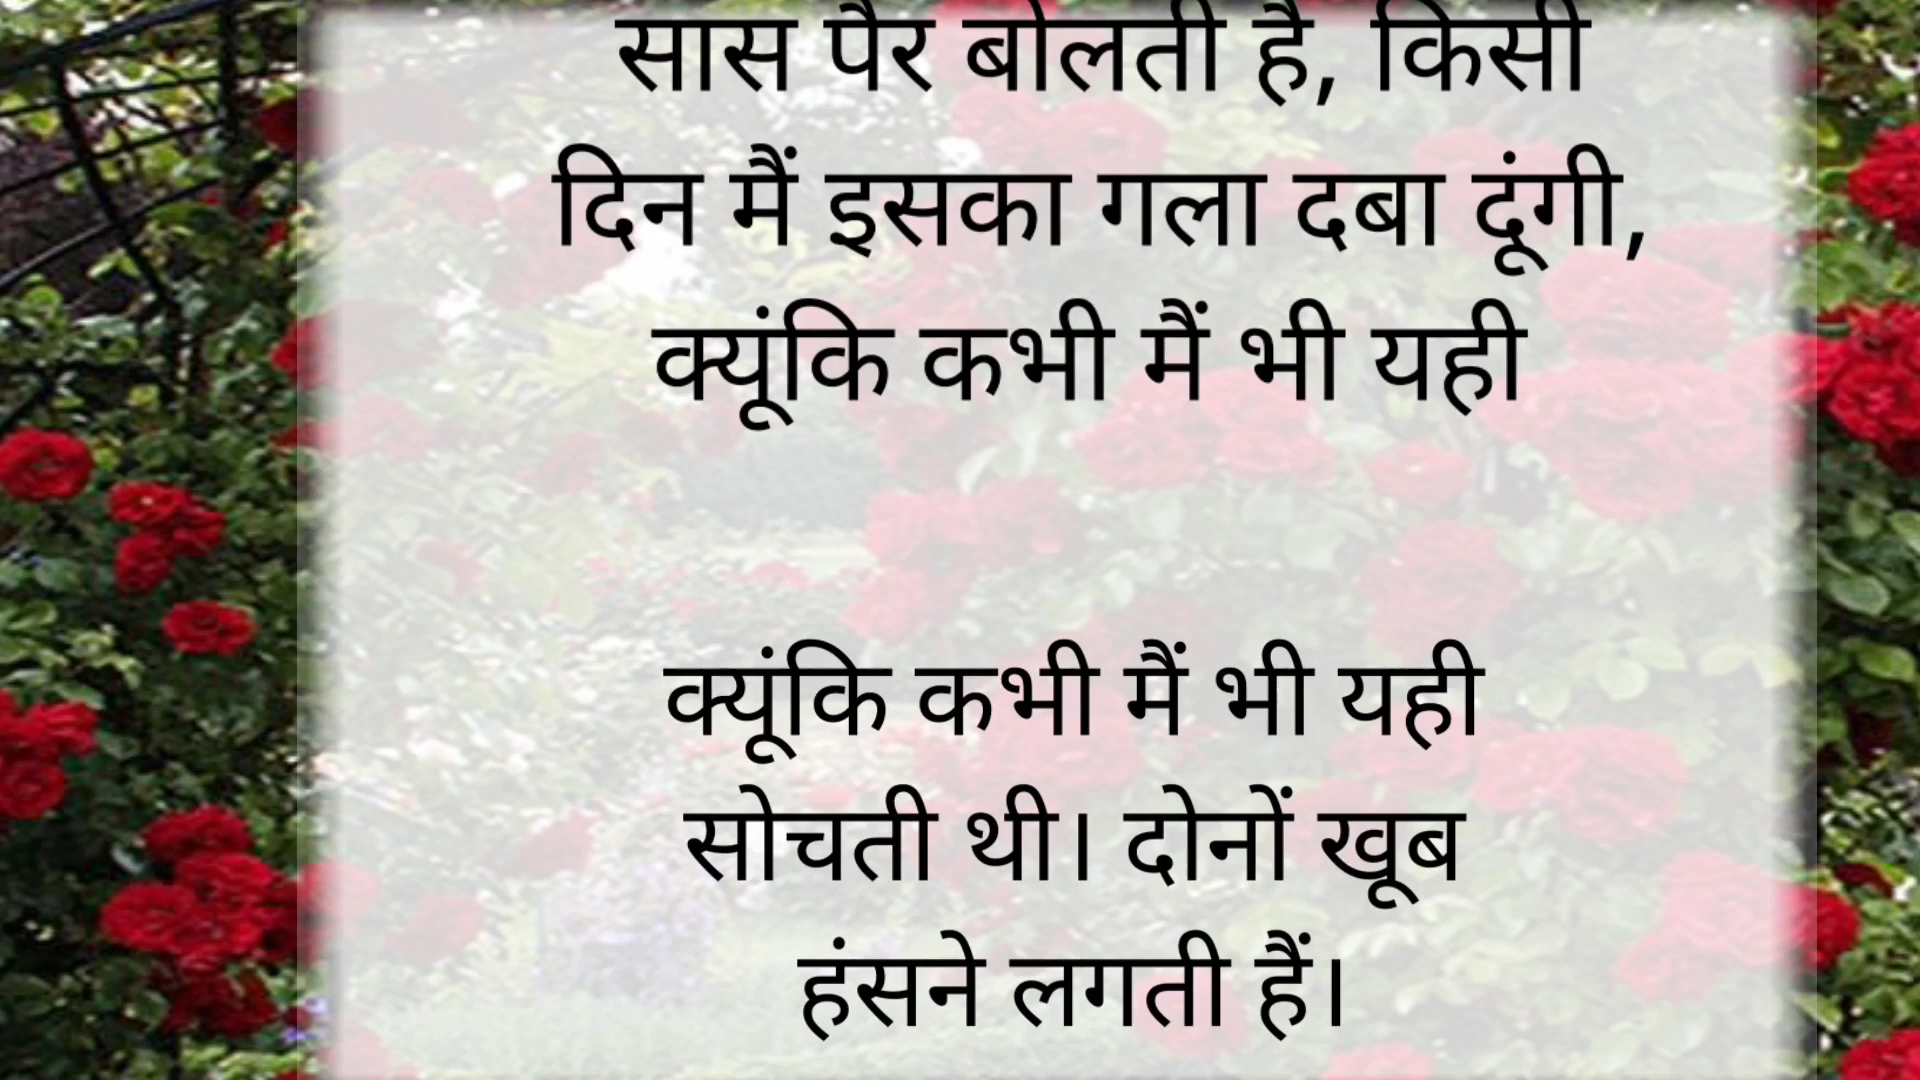 सास पैर बोलती है, किसी
दिन मैं इसका गला दबा दूंगी,
क्यूंकि कभी मैं भी यही
क्यूंकि कभी मैं भी यही
सोचती थी। दोनों खूब
हंसने लगती हैं।